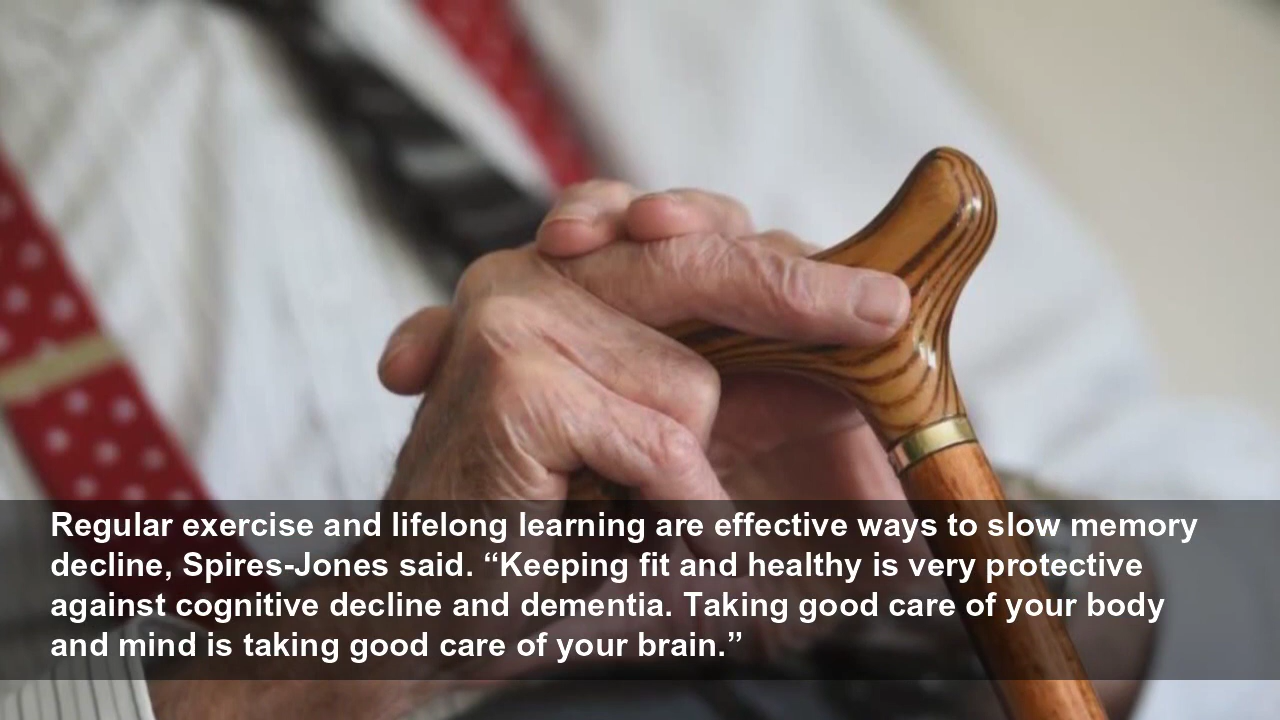 Regular exercise and lifelong learning are effective ways to slow memory
decline, Spires-Jones said. “Keeping fit and healthy is very protective
against cognitive decline and dementia. Taking good care of your body
and mind is taking good care of your brain.”